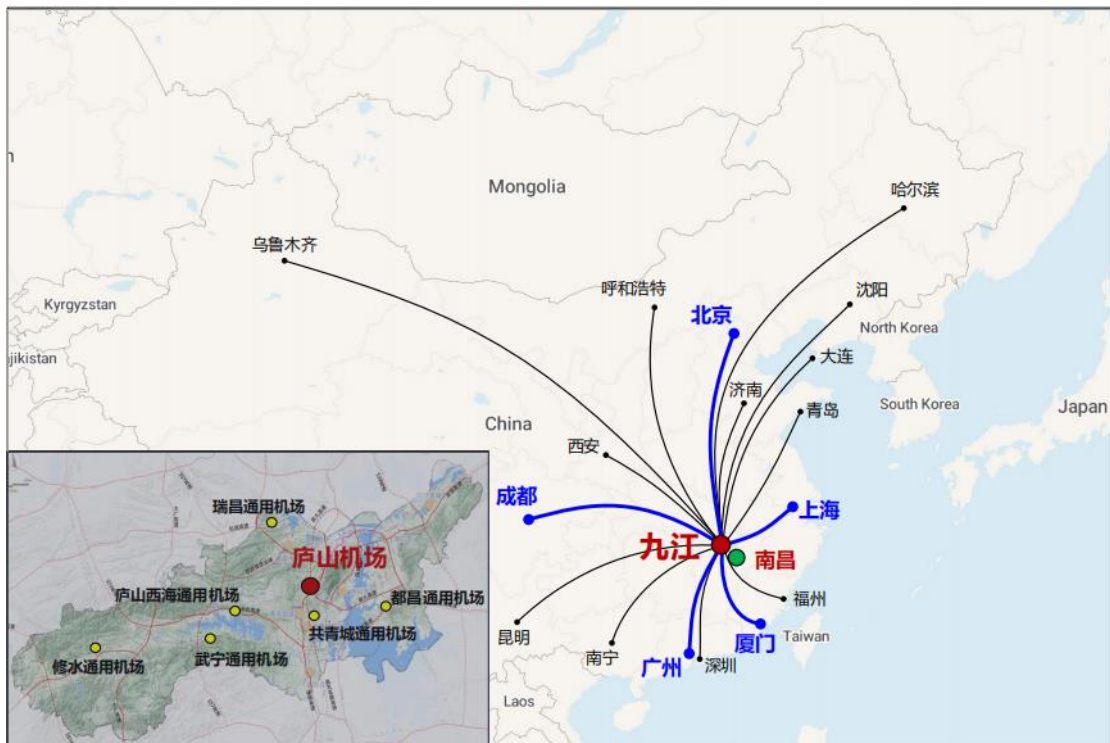 哈尔滨
Mongolia
乌鲁木齐
呼和浩特
沈阳
Kyrgyzstan
北京
North Korea
jikistan
大连
济南
South Korea
Japan
青岛
China
西安
成都
上海
九江
南昌
福州
昆明
厦门
Taiwan
南宁
广州
深圳
Laos
瑞昌通用机场
庐山机场
庐山西海通用机场
都昌通用机场
共青城通用机场
修水通用机场
武宁通用机场